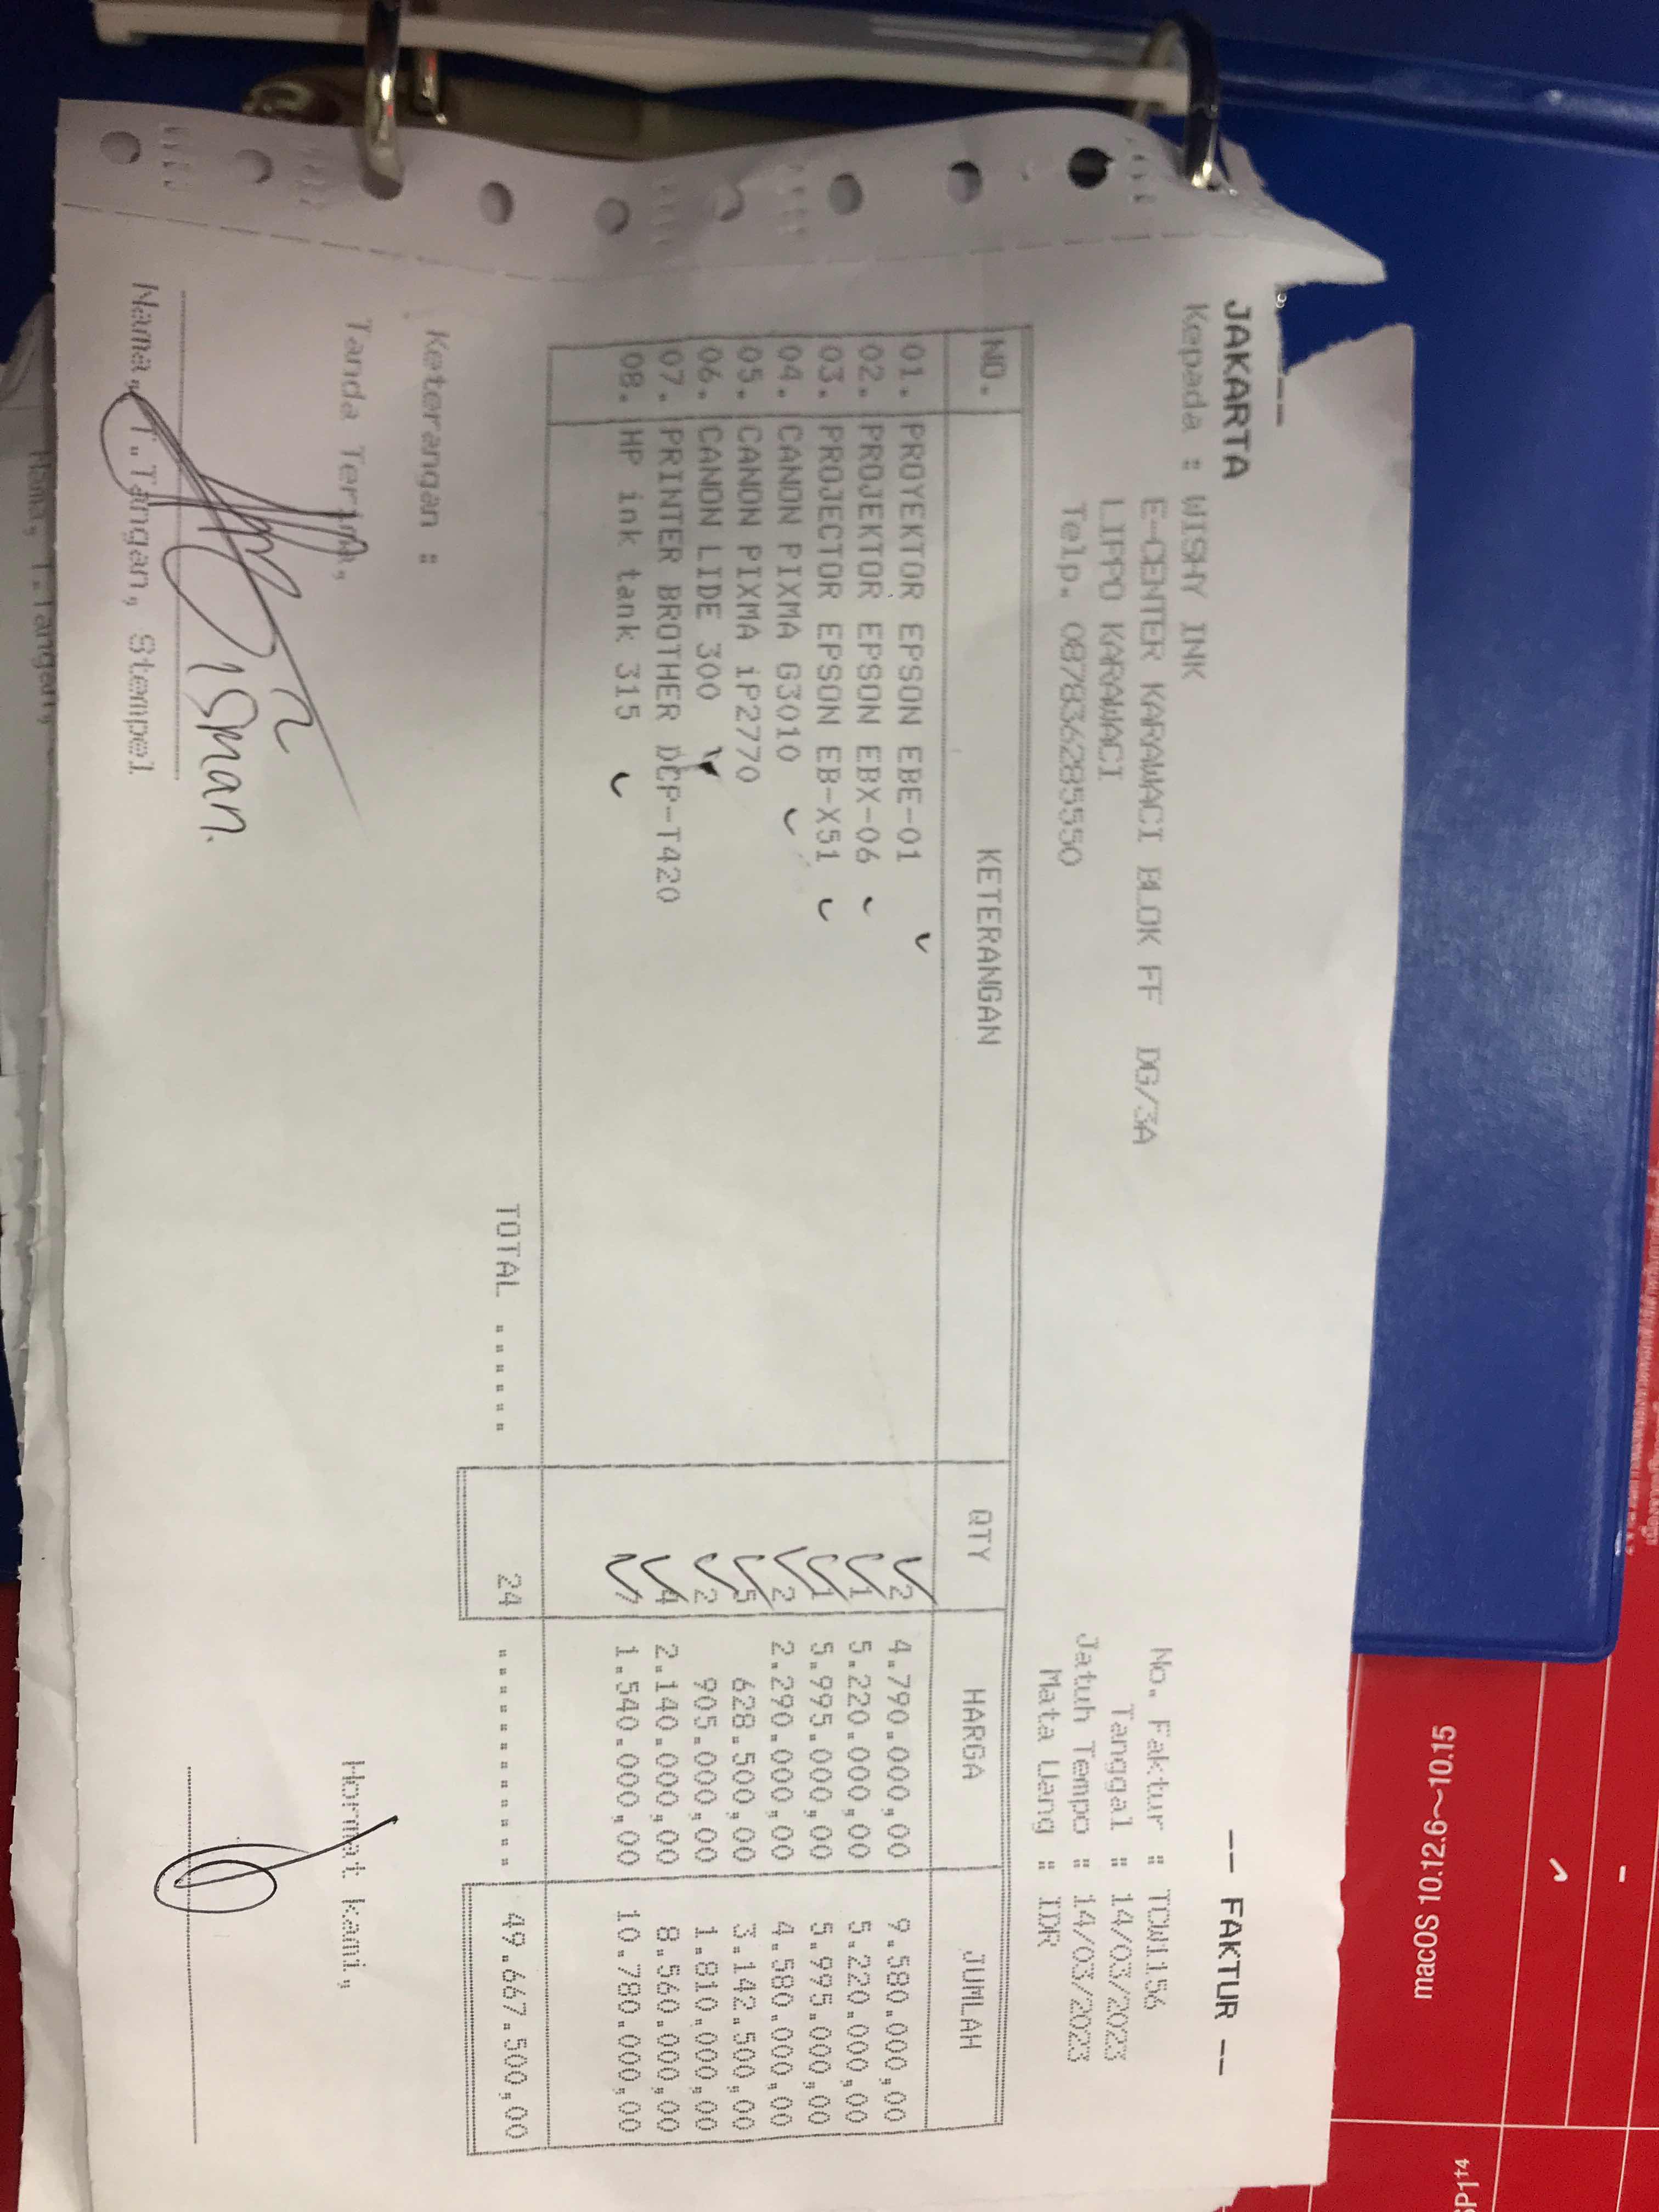 JAKARTA -- FAKTUR --
Kepada : WISHY INK No. Faktur : TCW1156
E-CENTER KARAWACI BLOK FF DG/3A Tanggal : 14/03/2023
LIPPO KARAWACI Jatuh Tempo : 14/03/2023
Telp. 087836285550 Mata Uang : IDR
NO. KETERANGAN QTY HARGA JUMLAH
01. PROYEKTOR EPSON EBE-01 2 4.790.000,00 9.580.000,00
02. PROJEKTOR EPSON EBX-06 1 5.220.000,00 5.220.000,00
03. PROJECTOR EPSON EB-X51 1 5.995.000,00 5.995.000,00
04. CANON PIXMA G3010 2 2.290.000,00 4.580.000,00
05. CANON PIXMA iP2770 5 628.500,00 3.142.500,00
06. CANON LIDE 300 2 905.000,00 1.810.000,00
07. PRINTER BROTHER DCP-T420 4 2.140.000,00 8.560.000,00
08. HP ink tank 315 7 1.540.000,00 10.780.000,00
TOTAL ...... 24 ............. 49.667.500,00
Keterangan :
Tanda Terima, Hormat kami,
Nama, T.Tangan, Stempel
Nama, T.Tangan,
macOS 10.12.6~10.15